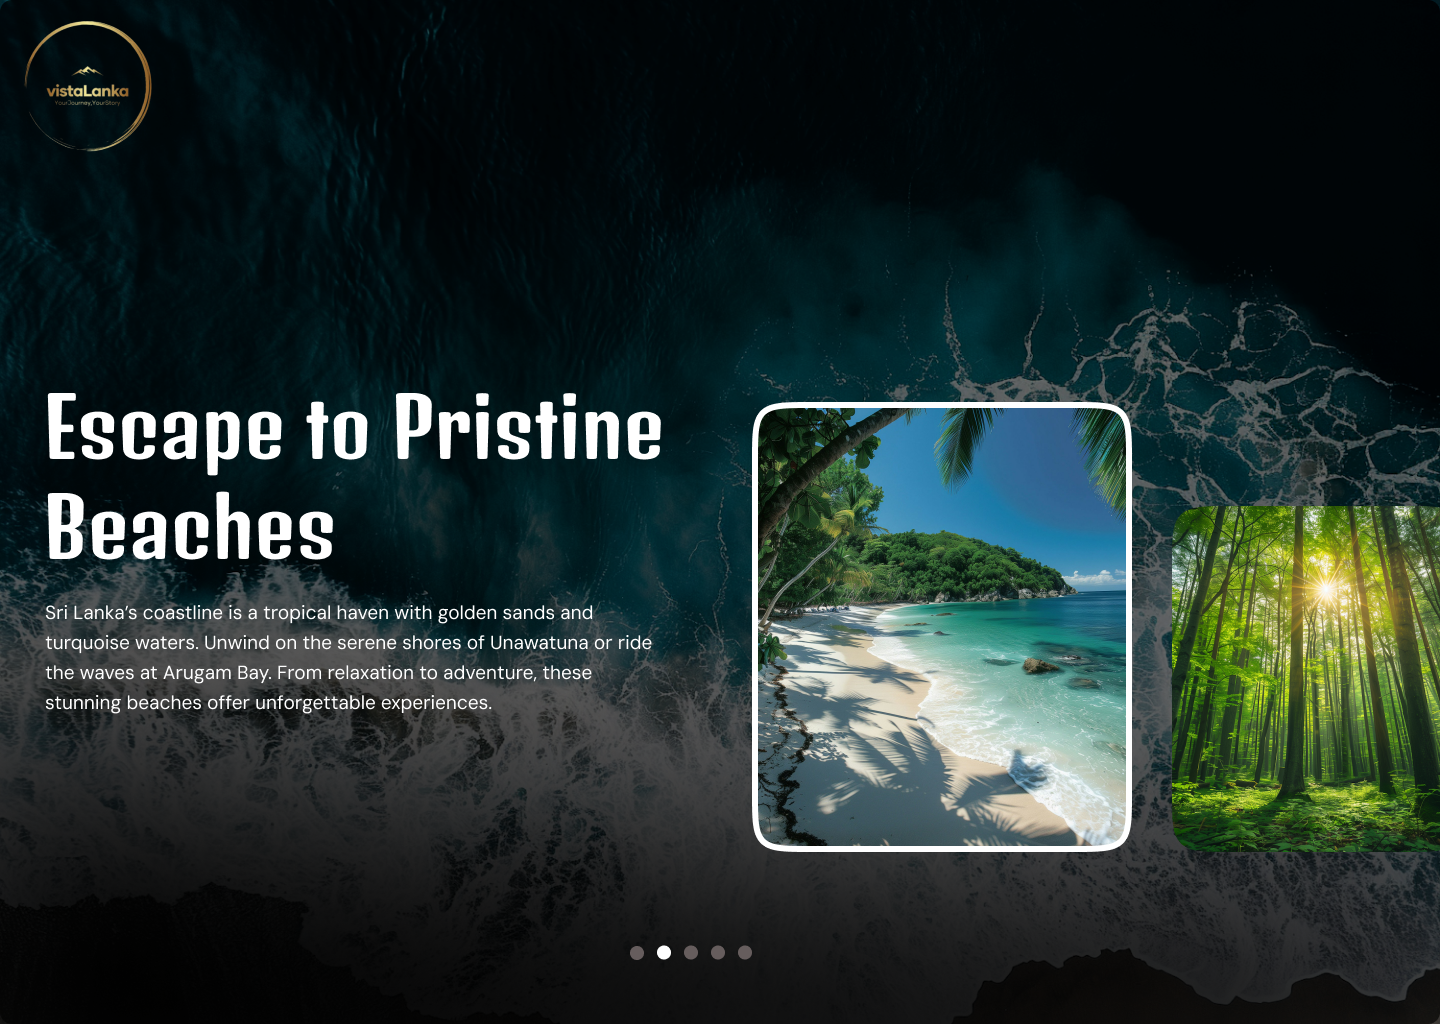 vistaLanka
YourJourney,YourStory
Escape to Pristine
Beaches
Sri Lanka’s coastline is a tropical haven with golden sands and
turquoise waters. Unwind on the serene shores of Unawatuna or ride
the waves at Arugam Bay. From relaxation to adventure, these
stunning beaches offer unforgettable experiences.